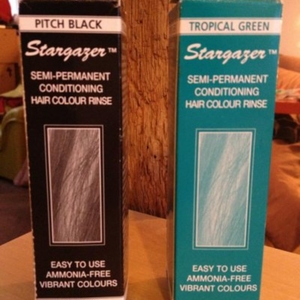 PITCH BLACK
Stargazer™
SEMI-PERMANENT
CONDITIONING
HAIR COLOUR RINSE
EASY TO USE
AMMONIA-FREE
VIBRANT COLOURS
TROPICAL GREEN
Stargazer™
SEMI-PERMANENT
CONDITIONING
HAIR COLOUR RINSE
EASY TO USE
AMMONIA-FREE
VIBRANT COLOURS